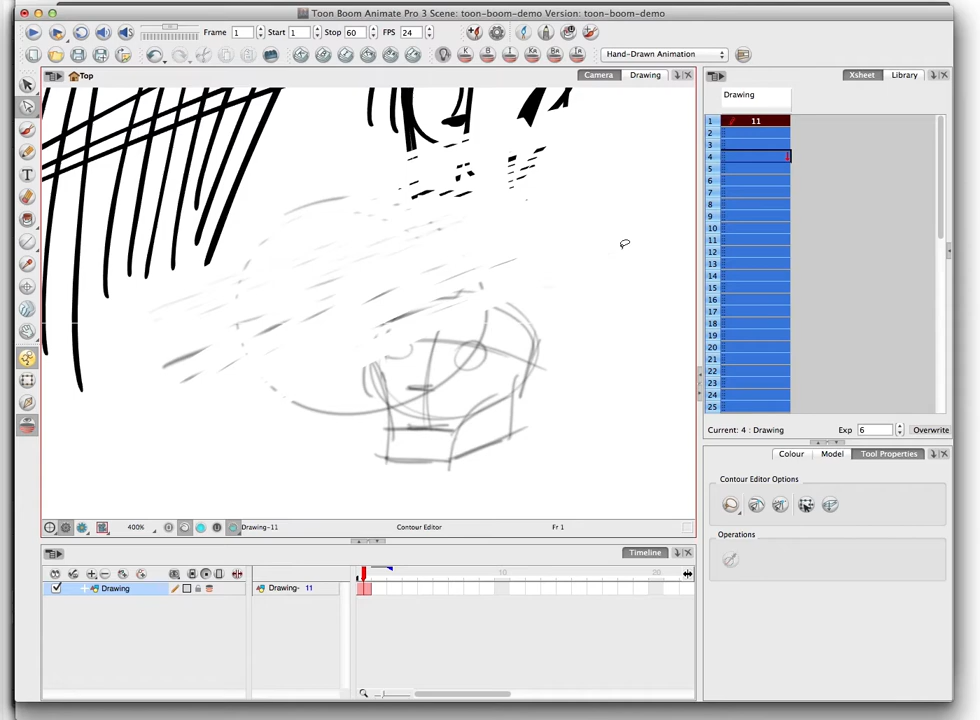 Toon Boom Animate Pro 3 Scene: toon-boom-demo Version: toon-boom-demo
Frame 1 Start 1 Stop 60 FPS 24
K B I KR BR IR Hand-Drawn Animation
Top Camera Drawing
Xsheet Library
Drawing
1 11
2
3
4
5
6
7
8
9
10
11
12
13
14
15
16
17
18
19
20
21
22
23
24
25
Current: 4 : Drawing Exp 6 Overwrite
Colour Model Tool Properties
Contour Editor Options
Operations
400% Drawing-11 Contour Editor Fr 1
Timeline
10 20
Drawing Drawing- 11